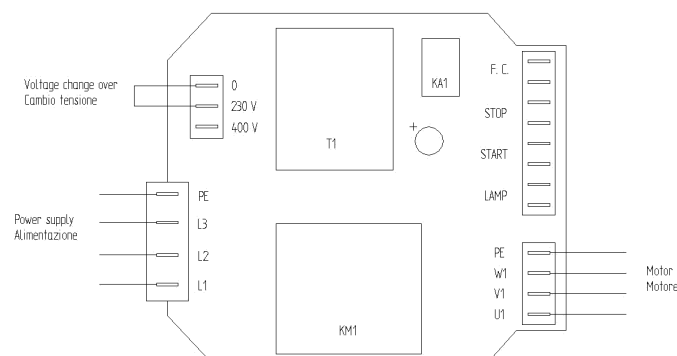 Voltage change over
Cambio tensione
0
230 V
400 V
T1
KA1
+
F. C.
STOP
START
LAMP
Power supply
Alimentazione
PE
L3
L2
L1
KM1
PE
W1
V1
U1
Motor
Motore